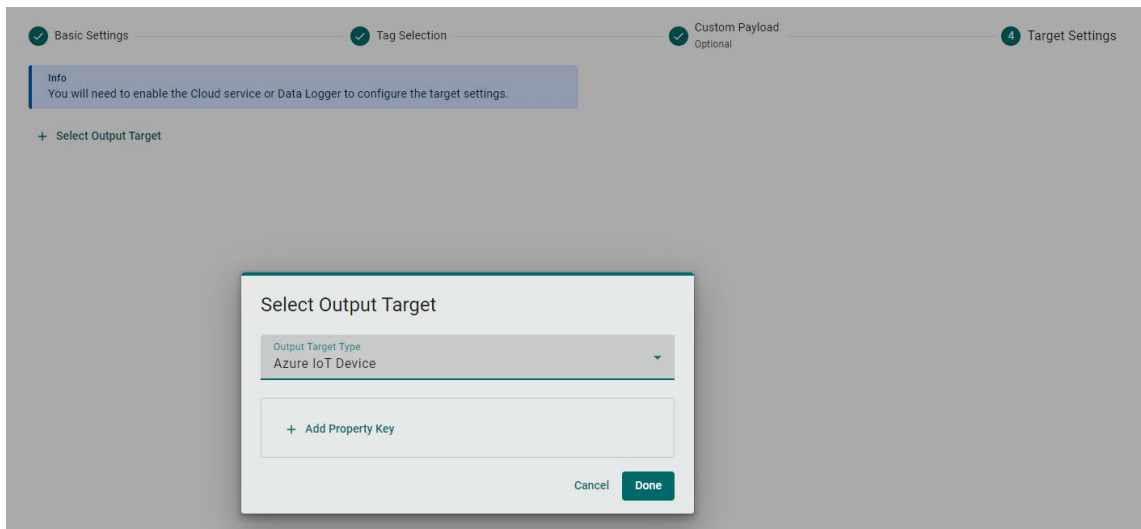 Basic Settings
Tag Selection
Custom Payload
Optional
4 Target Settings
Info
You will need to enable the Cloud service or Data Logger to configure the target settings.
+ Select Output Target
Select Output Target
Output Target Type
Azure IoT Device
+ Add Property Key
Cancel Done